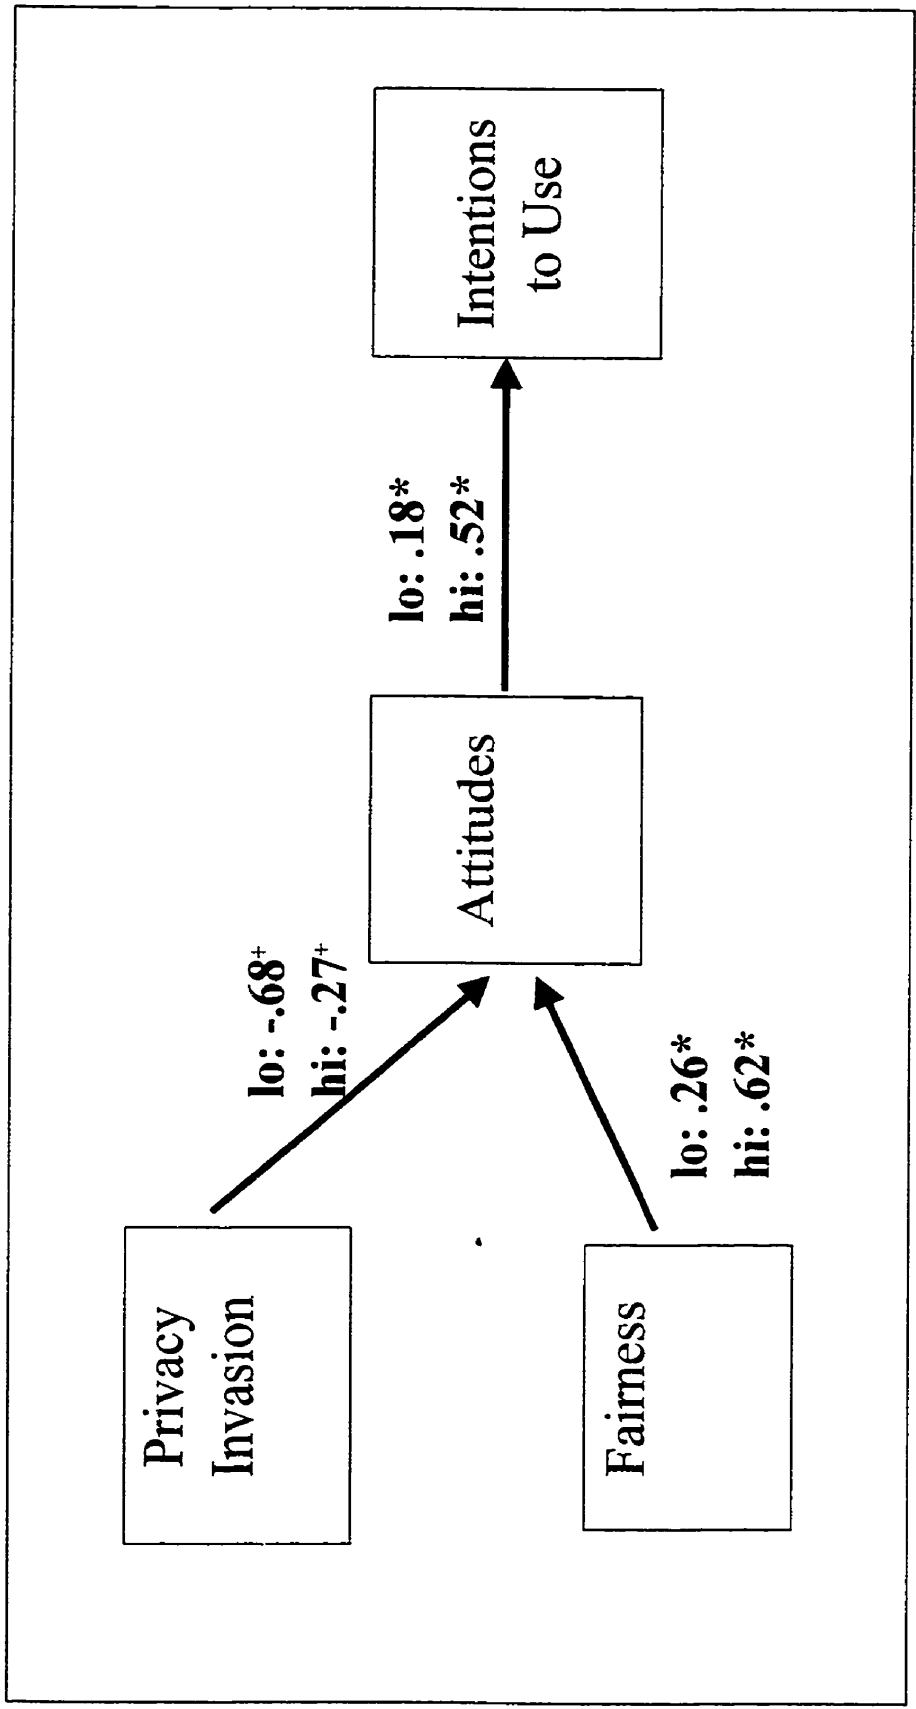 Privacy
Invasion
lo: -.68+
hi: -.27+
Fairness
lo: .26*
hi: .62*
Attitudes
lo: .18*
hi: .52*
Intentions
to Use